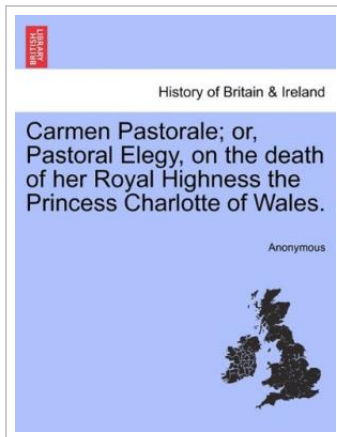 BRITISH
LIBRARY
History of Britain & Ireland
Carmen Pastorale; or,
Pastoral Elegy, on the death
of her Royal Highness the
Princess Charlotte of Wales.
Anonymous